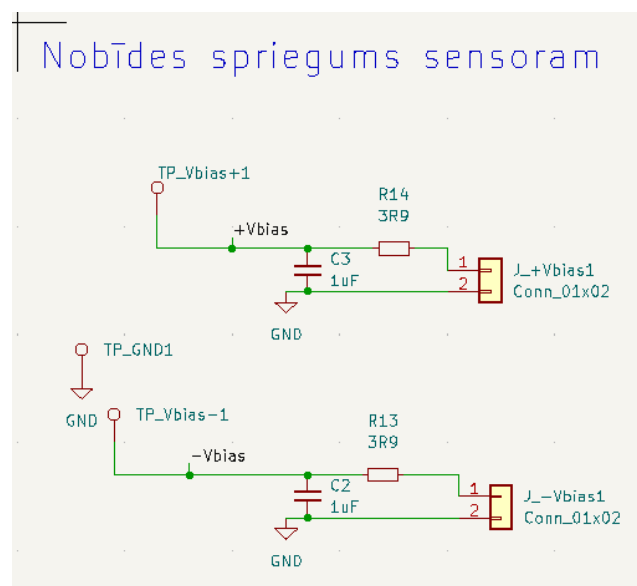 Nobīdes spriegums sensoram
TP_Vbias+1
R14
3R9
+Vbias
C3
1uF
1
2
J_+Vbias1
Conn_01x02
GND
TP_GND1
GND
TP_Vbias−1
R13
3R9
−Vbias
C2
1uF
1
2
J_−Vbias1
Conn_01x02
GND